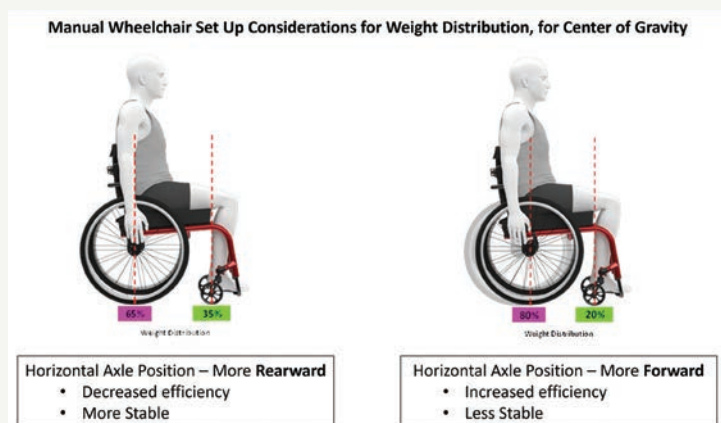 Manual Wheelchair Set Up Considerations for Weight Distribution, for Center of Gravity
65%
35%
Weight Distribution
80%
20%
Weight Distribution
Horizontal Axle Position – More Rearward
• Decreased efficiency
• More Stable
Horizontal Axle Position – More Forward
• Increased efficiency
• Less Stable